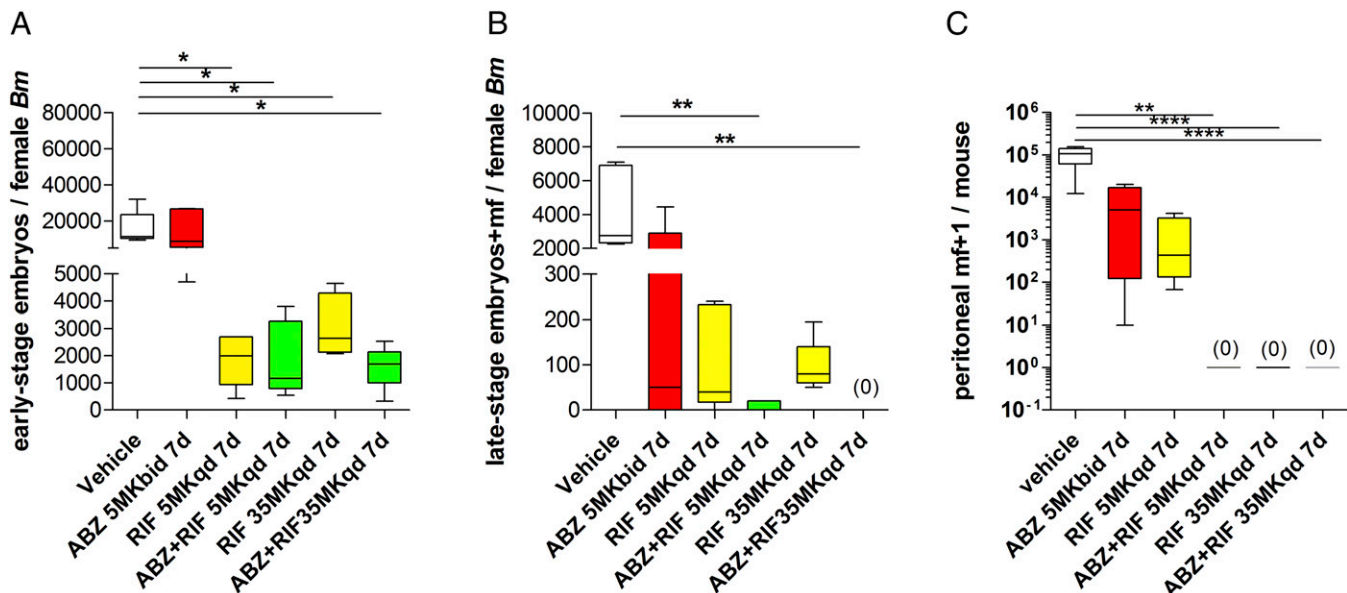 A
early-stage embryos / female Bm
*
*
*
*
80000
60000
40000
20000
5000
4000
3000
2000
1000
0
Vehicle
ABZ 5MKbid 7d
RIF 5MKqd 7d
ABZ+RIF 5MKqd 7d
RIF 35MKqd 7d
ABZ+RIF35MKqd 7d
B
late-stage embryos+mf / female Bm
**
**
10000
8000
6000
4000
2000
300
200
100
0
(0)
Vehicle
ABZ 5MKbid 7d
RIF 5MKqd 7d
ABZ+RIF 5MKqd 7d
RIF 35MKqd 7d
ABZ+RIF35MKqd 7d
C
peritoneal mf+1 / mouse
**
****
****
10⁶
10⁵
10⁴
10³
10²
10¹
10⁰
10⁻¹
(0) (0) (0)
vehicle
ABZ 5MKbid 7d
RIF 5MKqd 7d
ABZ+RIF 5MKqd 7d
RIF 35MKqd 7d
ABZ+RIF 35MKqd 7d